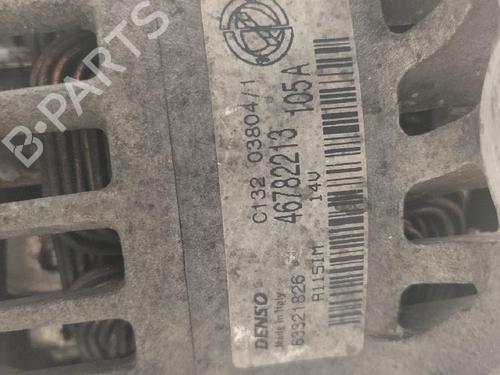 B-PARTS
C132 03804/1
46782213 105A
14V
DENSO
Made in Italy
63321826
A115IM